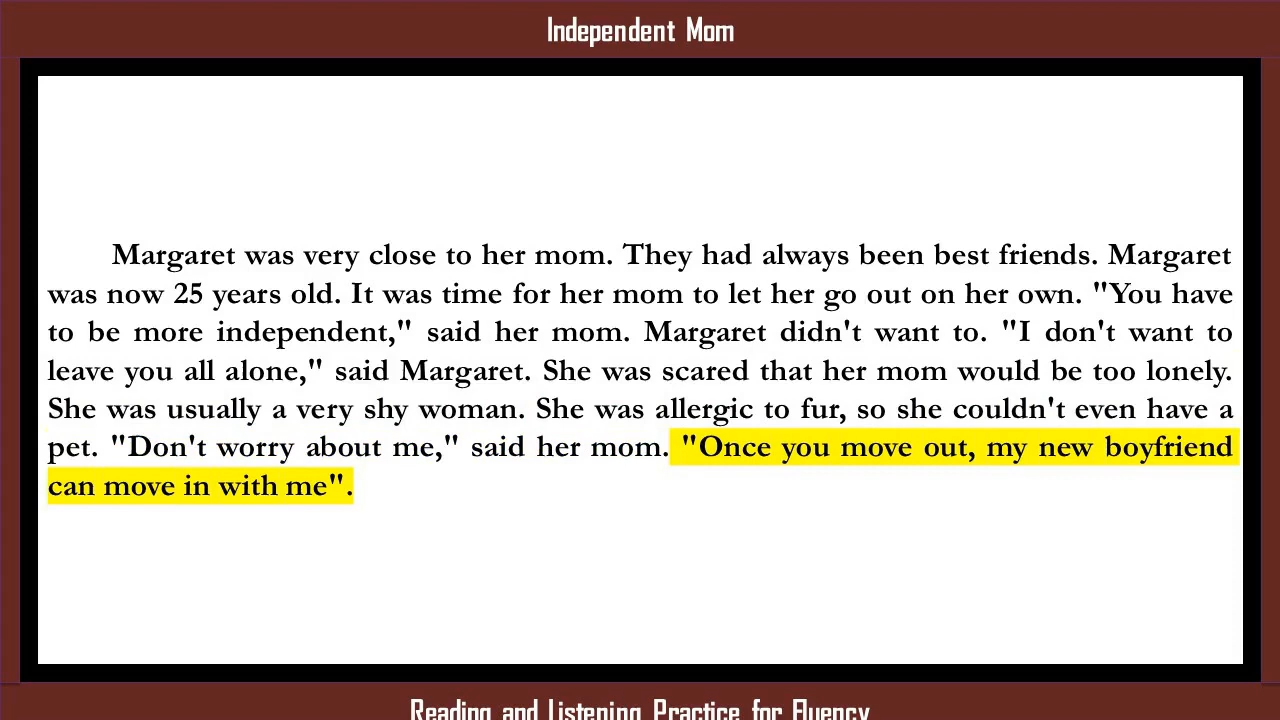 Independent Mom
Margaret was very close to her mom. They had always been best friends. Margaret
was now 25 years old. It was time for her mom to let her go out on her own. "You have
to be more independent," said her mom. Margaret didn't want to. "I don't want to
leave you all alone," said Margaret. She was scared that her mom would be too lonely.
She was usually a very shy woman. She was allergic to fur, so she couldn't even have a
pet. "Don't worry about me," said her mom. "Once you move out, my new boyfriend
can move in with me".
Reading and Listening Practice for Fluency